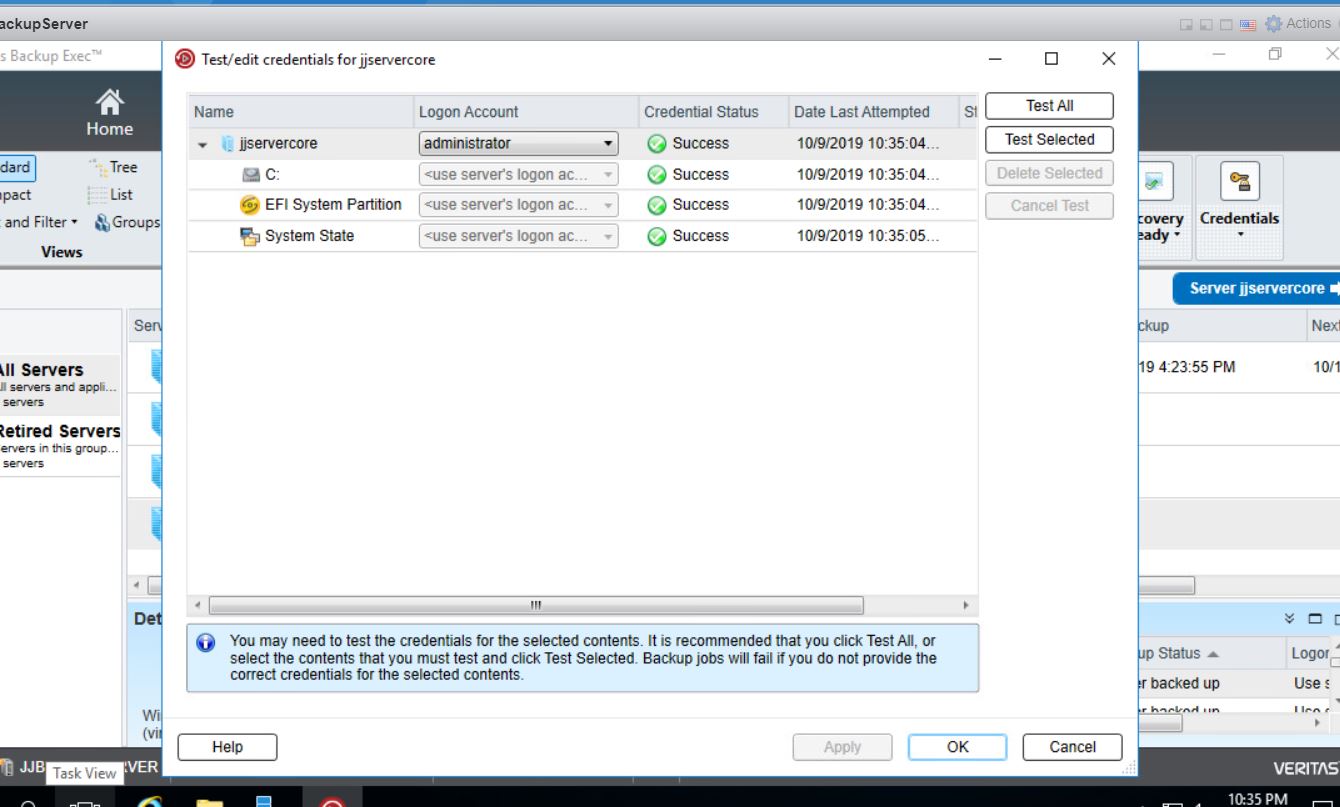 ackupServer
Actions
s Backup Exec™
Test/edit credentials for jjservercore
Home
Name Logon Account Credential Status Date Last Attempted St
Test All
jjservercore administrator Success 10/9/2019 10:35:04...
Test Selected
C: <use server's logon ac... Success 10/9/2019 10:35:04...
Delete Selected
EFI System Partition <use server's logon ac... Success 10/9/2019 10:35:04...
Cancel Test
System State <use server's logon ac... Success 10/9/2019 10:35:05...
dard Tree
mpact List
and Filter Groups
Views
covery
eady
Credentials
Server jjservercore
Serv
ckup Next
All Servers
ll servers and appli...
servers
19 4:23:55 PM 10/1
Retired Servers
ervers in this group...
servers
Det
You may need to test the credentials for the selected contents. It is recommended that you click Test All, or
select the contents that you must test and click Test Selected. Backup jobs will fail if you do not provide the
correct credentials for the selected contents.
up Status Logon
er backed up Use s
er backed up Use s
Wi
(vir
Help Apply OK Cancel
JJB VER
Task View
VERITAS
10:35 PM